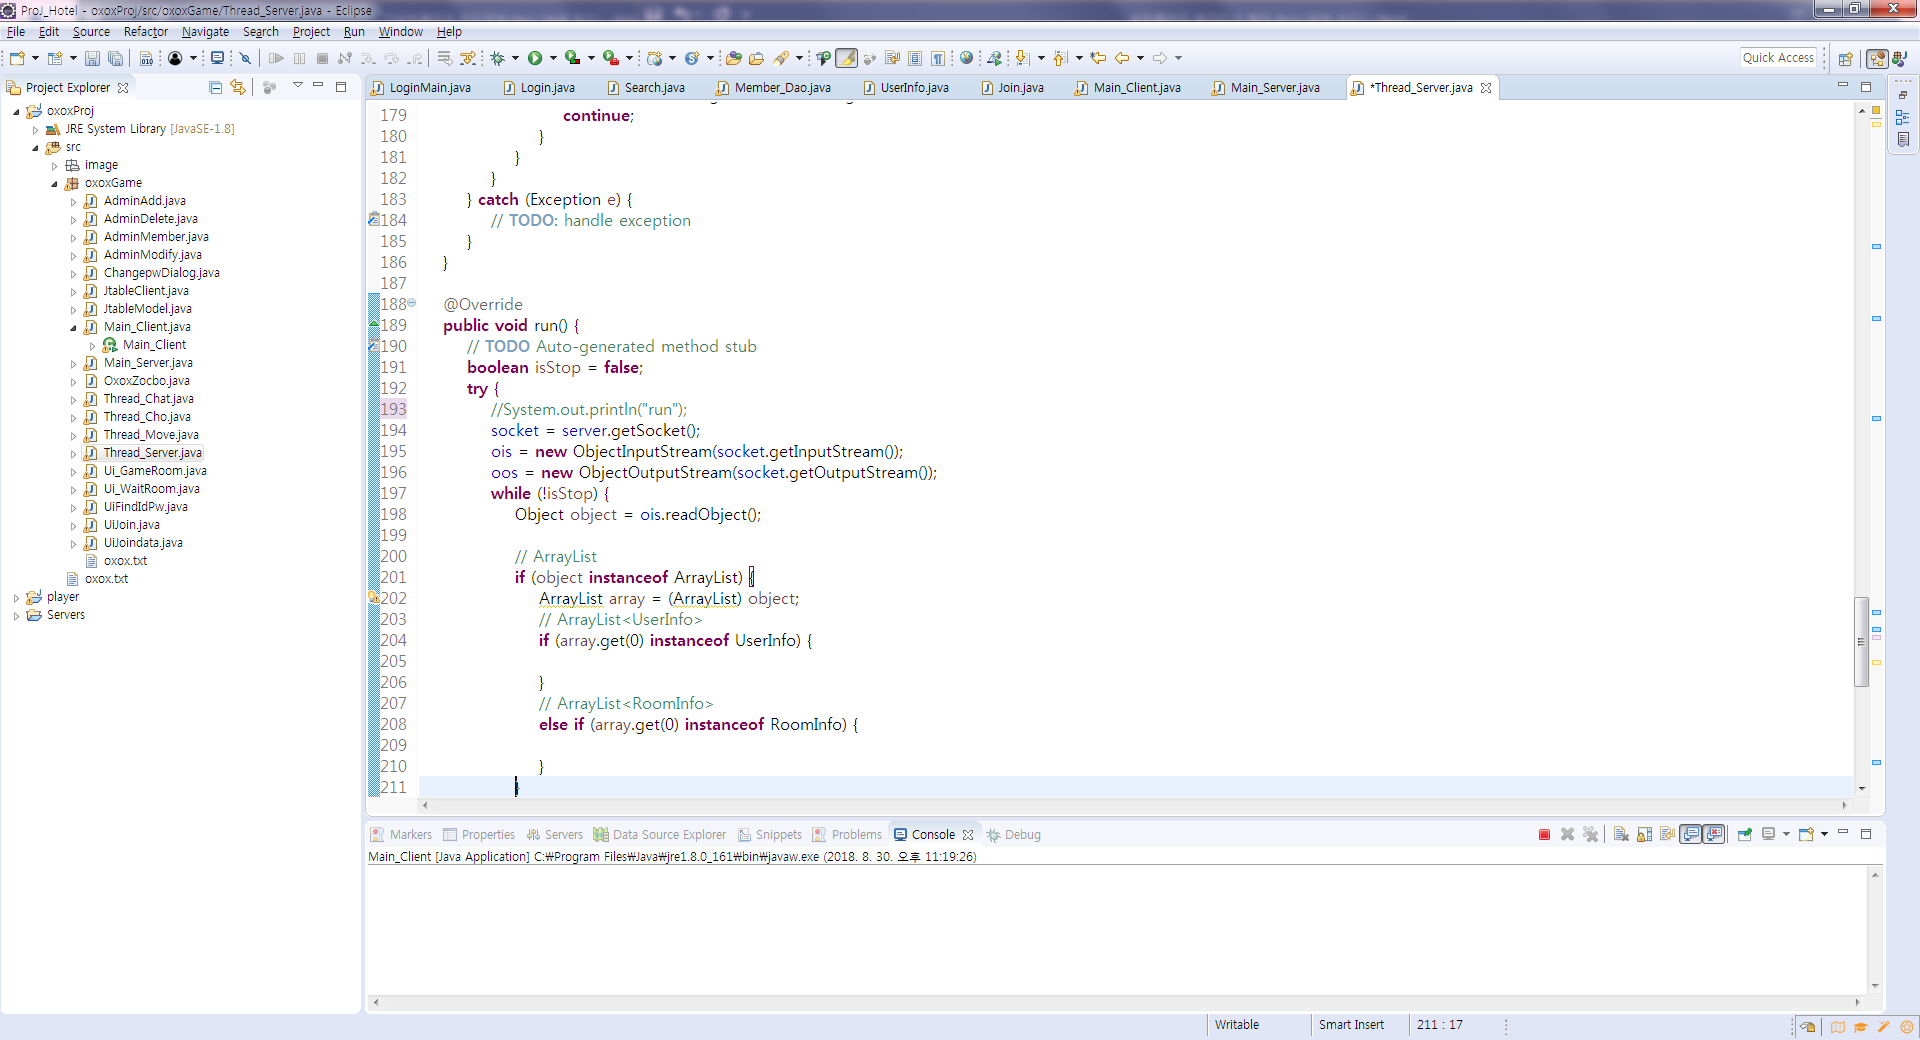 ProJ_Hotel - oxoxProj/src/oxoxGame/Thread_Server.java - Eclipse
File Edit Source Refactor Navigate Search Project Run Window Help
Quick Access
Project Explorer
LoginMain.java Login.java Search.java Member_Dao.java UserInfo.java Join.java Main_Client.java Main_Server.java *Thread_Server.java
oxoxProj
JRE System Library [JavaSE-1.8]
src
image
oxoxGame
AdminAdd.java
AdminDelete.java
AdminMember.java
AdminModify.java
ChangepwDialog.java
JtableClient.java
JtableModel.java
Main_Client.java
Main_Client
Main_Server.java
OxoxZocbo.java
Thread_Chat.java
Thread_Cho.java
Thread_Move.java
Thread_Server.java
Ui_GameRoom.java
Ui_WaitRoom.java
UiFindIdPw.java
UiJoin.java
UiJoindata.java
oxox.txt
oxox.txt
player
Servers
179 continue;
180 }
181 }
182 }
183 } catch (Exception e) {
184 // TODO: handle exception
185 }
186 }
187
188 @Override
189 public void run() {
190 // TODO Auto-generated method stub
191 boolean isStop = false;
192 try {
193 //System.out.println("run");
194 socket = server.getSocket();
195 ois = new ObjectInputStream(socket.getInputStream());
196 oos = new ObjectOutputStream(socket.getOutputStream());
197 while (!isStop) {
198 Object object = ois.readObject();
199
200 // ArrayList
201 if (object instanceof ArrayList) {
202 ArrayList array = (ArrayList) object;
203 // ArrayList<UserInfo>
204 if (array.get(0) instanceof UserInfo) {
205
206 }
207 // ArrayList<RoomInfo>
208 else if (array.get(0) instanceof RoomInfo) {
209
210 }
211 }
Markers Properties Servers Data Source Explorer Snippets Problems Console Debug
Main_Client [Java Application] C:₩Program Files₩Java₩jre1.8.0_161₩bin₩javaw.exe (2018. 8. 30. 오후 11:19:26)
Writable Smart Insert 211 : 17